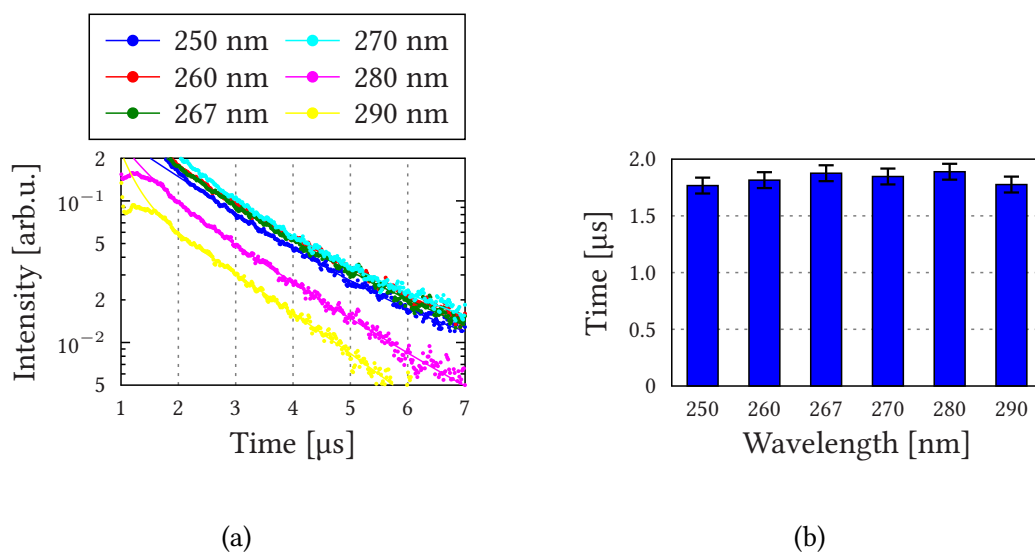 250 nm 270 nm
260 nm 280 nm
267 nm 290 nm
Intensity [arb.u.]
2
10⁻¹
5
2
10⁻²
5
1 2 3 4 5 6 7
Time [µs]
(a)
Time [µs]
2.0
1.5
1.0
0.5
0
250 260 267 270 280 290
Wavelength [nm]
(b)